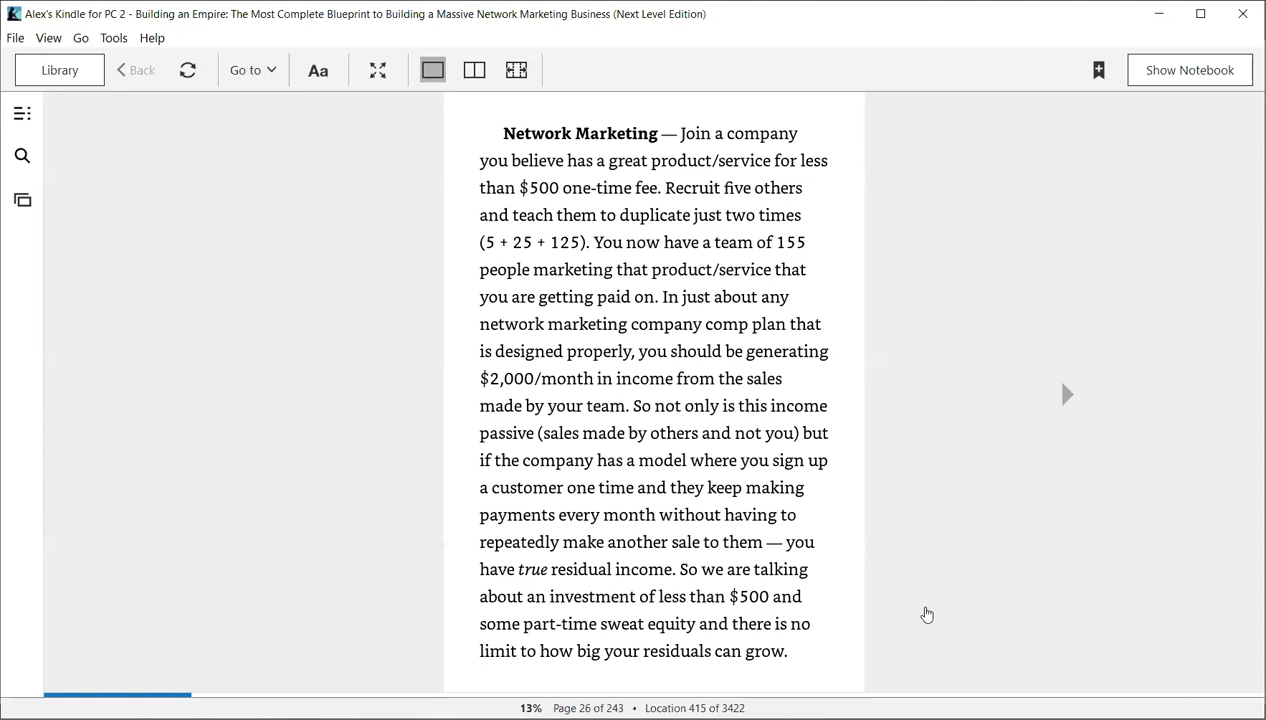 Alex's Kindle for PC 2 - Building an Empire: The Most Complete Blueprint to Building a Massive Network Marketing Business (Next Level Edition)
File View Go Tools Help
Library Back Go to Aa Show Notebook
Network Marketing — Join a company
you believe has a great product/service for less
than $500 one-time fee. Recruit five others
and teach them to duplicate just two times
(5 + 25 + 125). You now have a team of 155
people marketing that product/service that
you are getting paid on. In just about any
network marketing company comp plan that
is designed properly, you should be generating
$2,000/month in income from the sales
made by your team. So not only is this income
passive (sales made by others and not you) but
if the company has a model where you sign up
a customer one time and they keep making
payments every month without having to
repeatedly make another sale to them — you
have true residual income. So we are talking
about an investment of less than $500 and
some part-time sweat equity and there is no
limit to how big your residuals can grow.
13% Page 26 of 243 • Location 415 of 3422